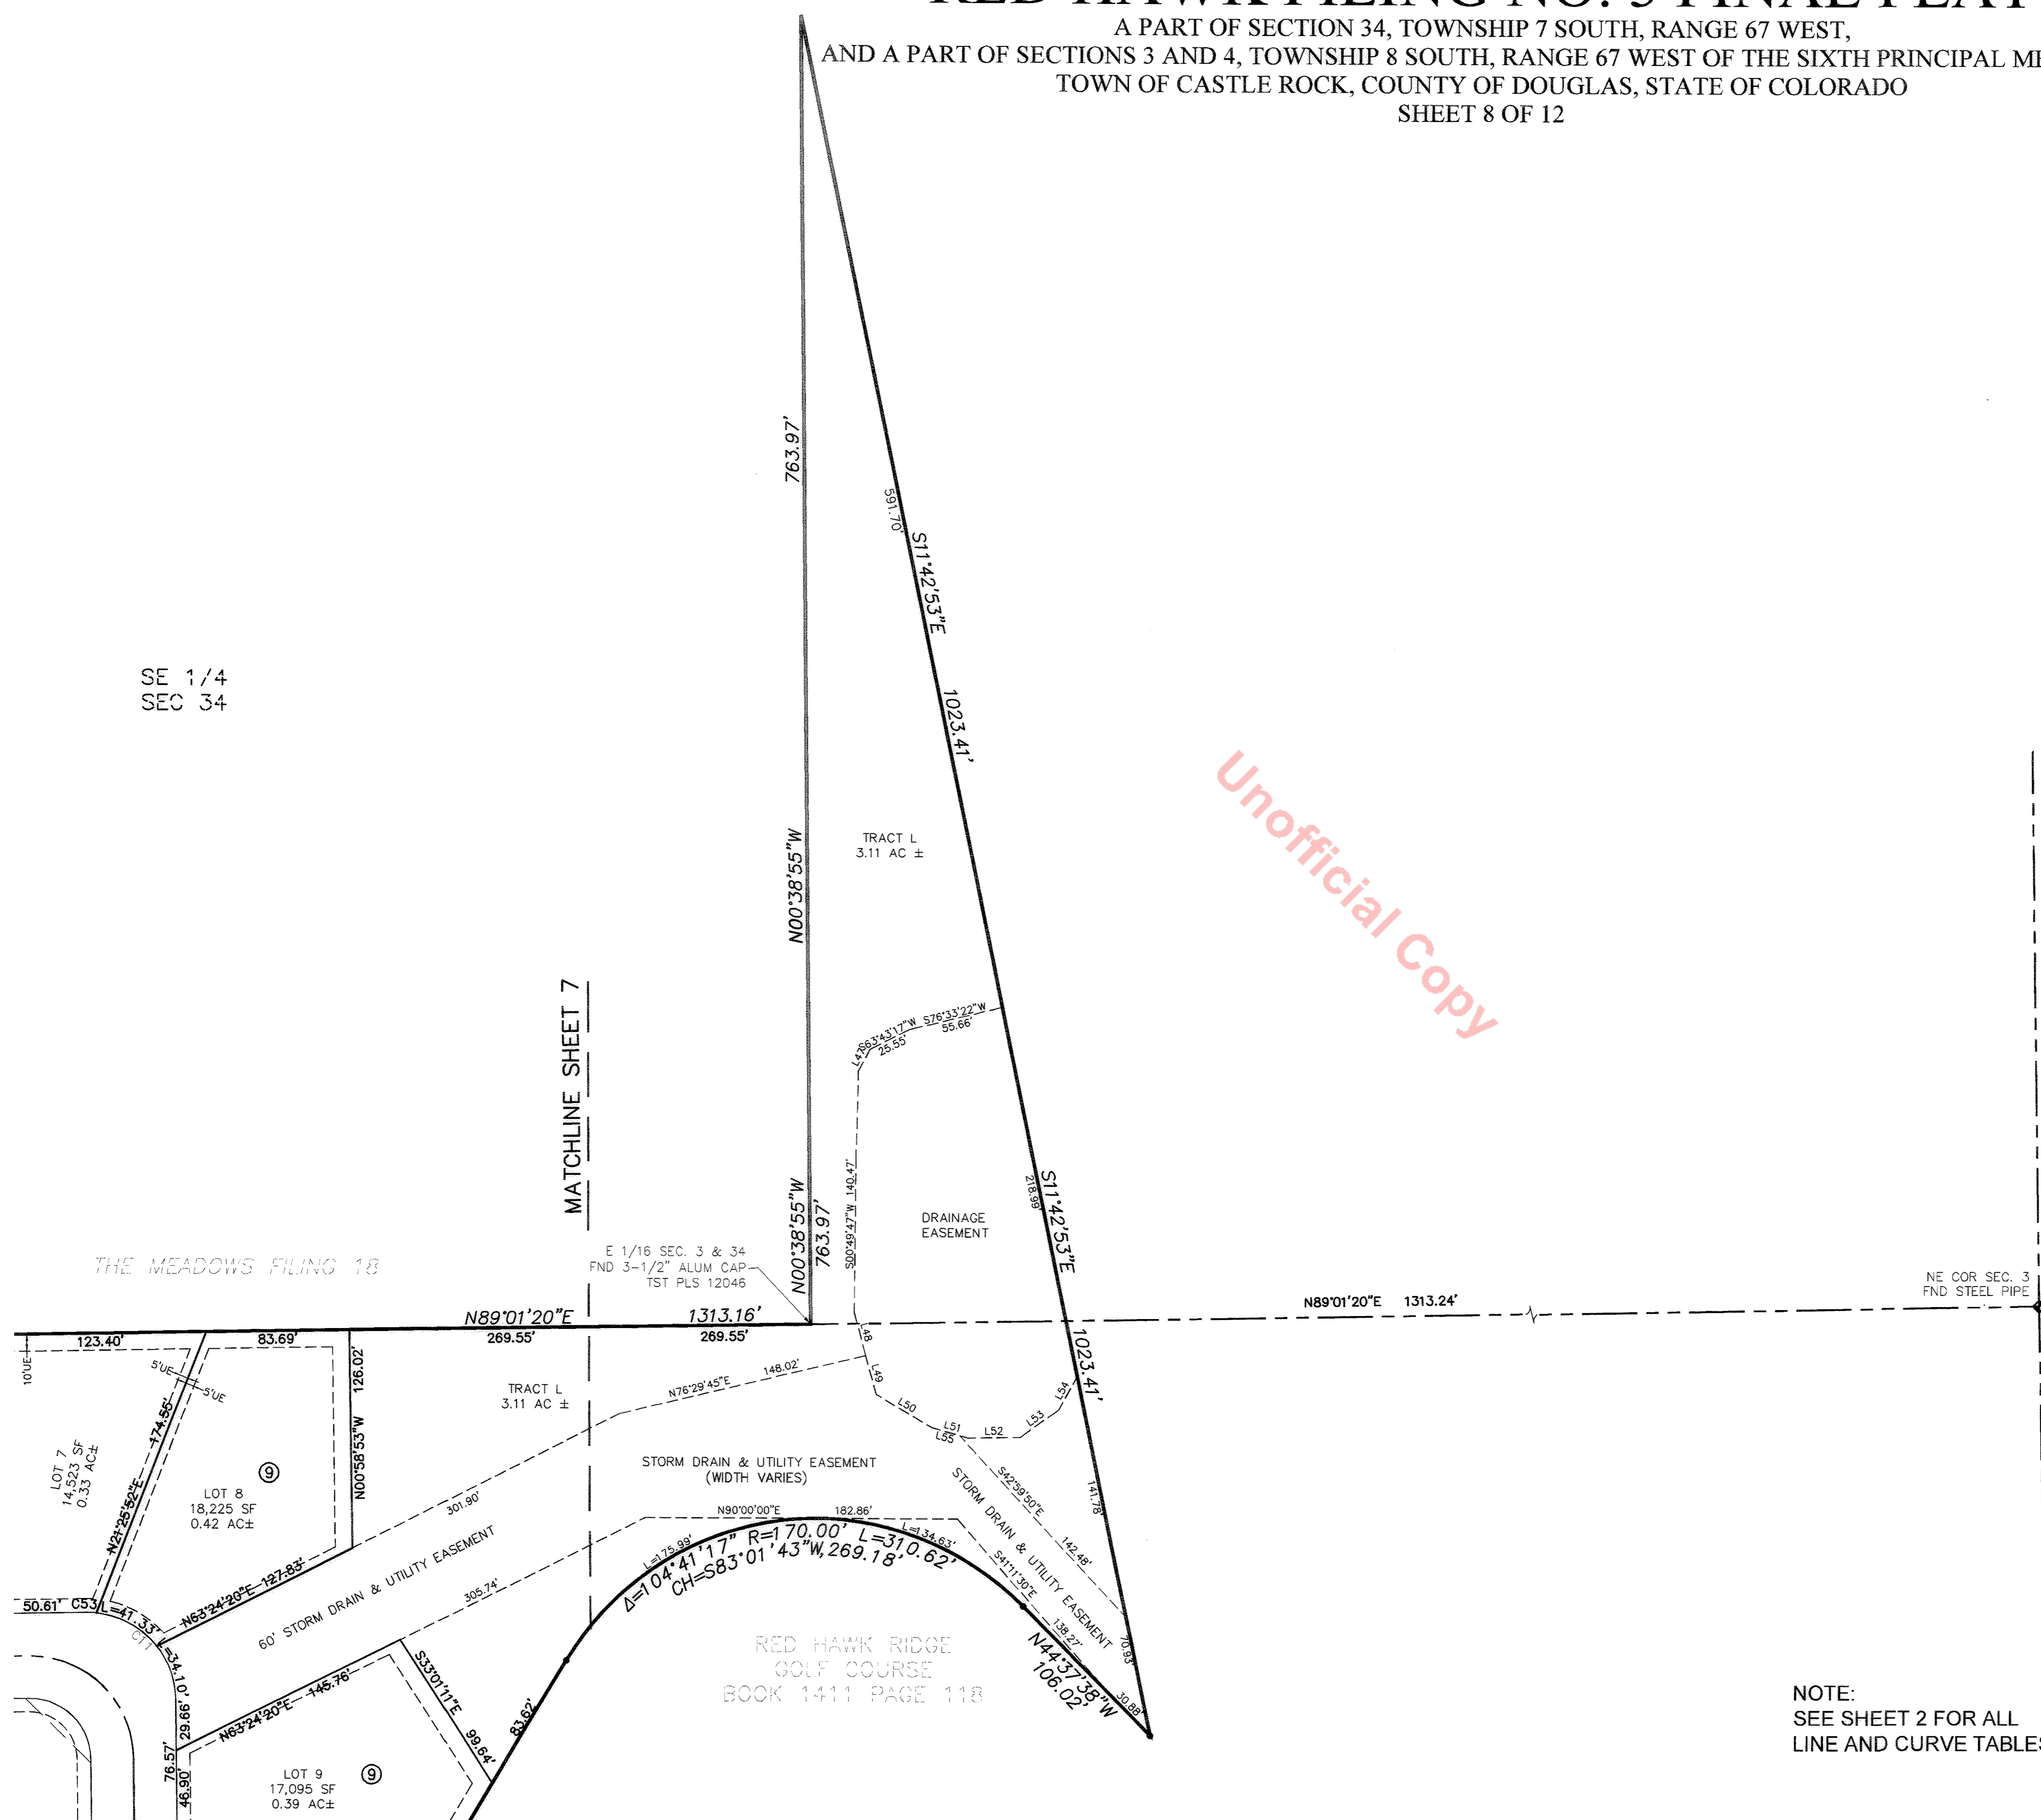 RED HAWK FILING NO. 3 FINAL PLAT
A PART OF SECTION 34, TOWNSHIP 7 SOUTH, RANGE 67 WEST,
AND A PART OF SECTIONS 3 AND 4, TOWNSHIP 8 SOUTH, RANGE 67 WEST OF THE SIXTH PRINCIPAL
TOWN OF CASTLE ROCK, COUNTY OF DOUGLAS, STATE OF COLORADO
SHEET 8 OF 12
763.97'
591.70'
S11°42'53"E
1023.41'
SE 1/4
SEC 34
N00°38'55"W
TRACT L
3.11 AC ±
Unofficial Copy
MATCHLINE SHEET 7
L47
S63°43'17"W
25.55'
S76°33'22"W
55.66'
S00°49'47"W 140.47'
N00°38'55"W
763.97'
DRAINAGE
EASEMENT
218.99'
S11°42'53"E
THE MEADOWS FILING 18
E 1/16 SEC. 3 & 34
FND 3-1/2" ALUM CAP
TST PLS 12046
NE COR SEC. 3
FND STEEL PIPE
N89°01'20"E 1313.16'
N89°01'20"E 1313.24'
123.40'
83.69'
269.55'
269.55'
10'UE
5'UE
5'UE
126.02'
N00°58'53"W
174.55'
N21°25'52"E
TRACT L
3.11 AC ±
N76°29'45"E 148.02'
L48
L49
L50
L51
L55
L52
L53
L54
1023.41'
LOT 7
14,523 SF
0.33 AC±
LOT 8
18,225 SF
0.42 AC±
9
301.90'
STORM DRAIN & UTILITY EASEMENT
(WIDTH VARIES)
N90°00'00"E 182.86'
S42°59'50"E 142.48'
STORM DRAIN & UTILITY EASEMENT
141.78'
L=175.99'
L=134.63'
Δ=104°41'17" R=170.00' L=310.62'
CH=S83°01'43"W,269.18'
S41°11'30"E 138.27'
N63°24'20"E 127.83'
60' STORM DRAIN & UTILITY EASEMENT
305.74'
50.61'
C53
L=41.33'
C11
L=34.10'
29.66'
76.57'
46.90'
N63°24'20"E 145.76'
S33°01'11"E 99.64'
83.62'
RED HAWK RIDGE
GOLF COURSE
BOOK 1411 PAGE 118
N44°37'38"W
106.02'
70.93'
30.88'
LOT 9
17,095 SF
0.39 AC±
9
NOTE:
SEE SHEET 2 FOR ALL
LINE AND CURVE TABLES